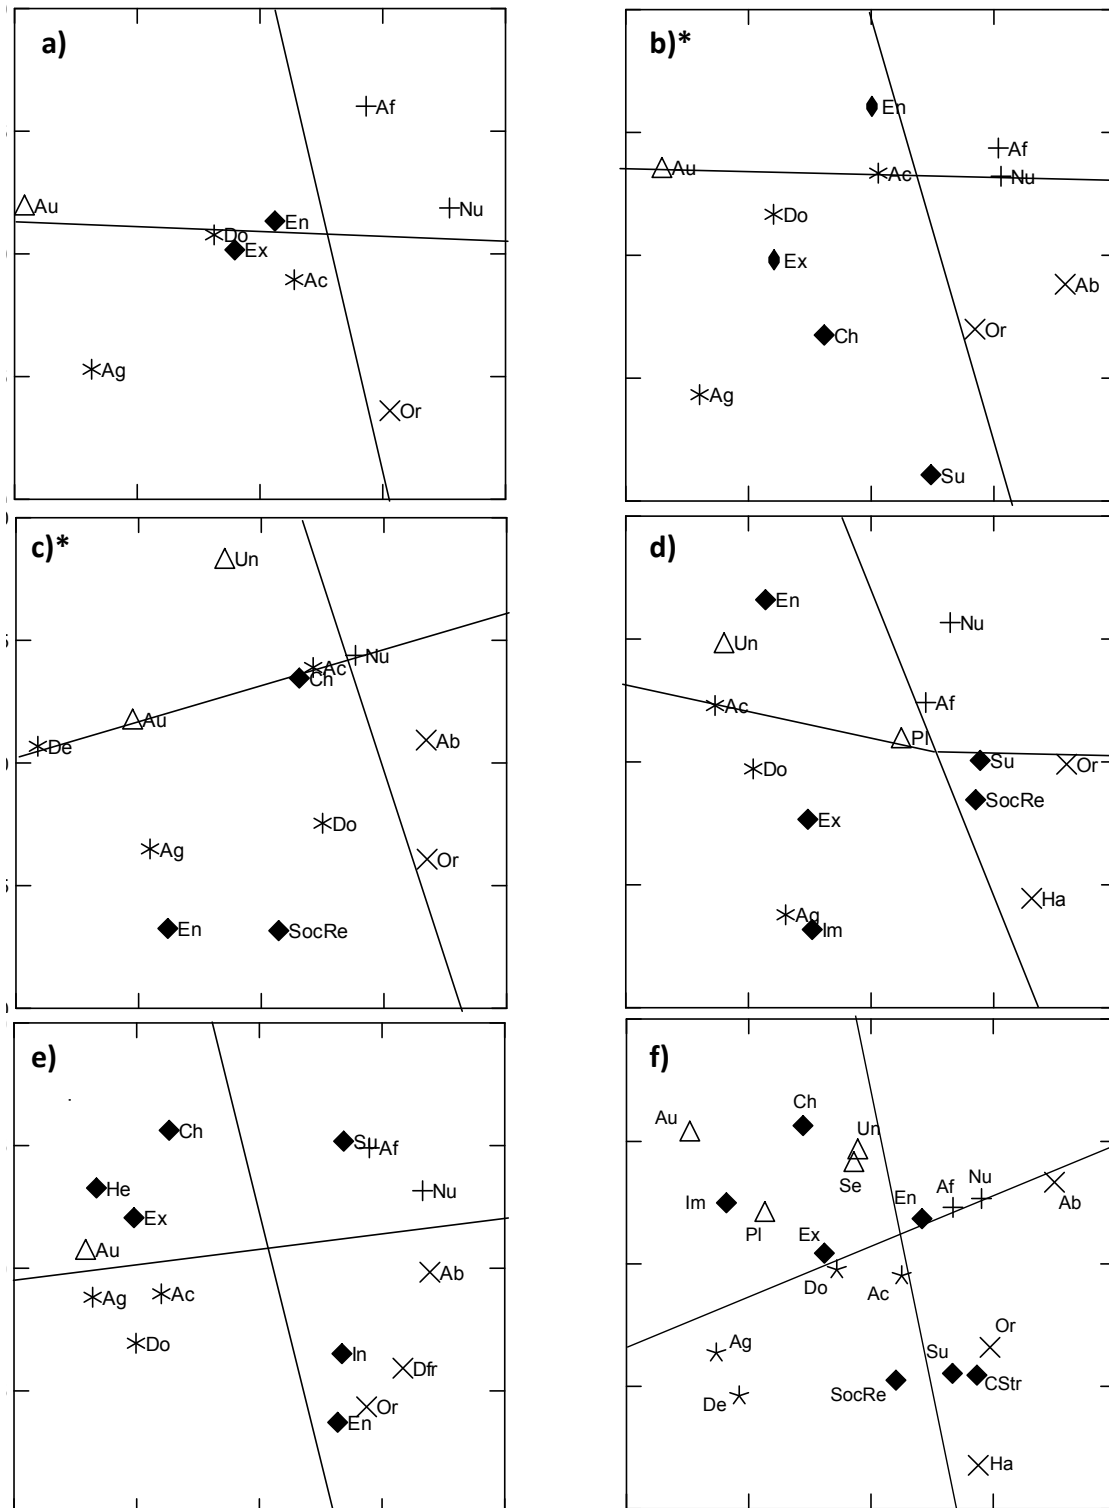 a)
Af
Au
Nu
En
Do
Ex
Ac
Ag
Or
b)*
En
Af
Au
Ac
Nu
Do
Ex
Ab
Or
Ch
Ag
Su
c)*
Un
Nu
Ac
Ch
Au
De
Ab
Do
Ag
Or
En
SocRe
d)
En
Nu
Un
Ac
Af
Pl
Su
Or
Do
SocRe
Ex
Ha
Ag
Im
e)
Ch
Su
Af
He
Nu
Ex
Au
Ab
Ag
Ac
Do
In
Dfr
Or
En
f)
Ch
Au
Un
Se
Im
En
Af
Nu
Ab
Pl
Ex
Do
Ac
Or
Ag
Su
SocRe
CStr
De
Ha